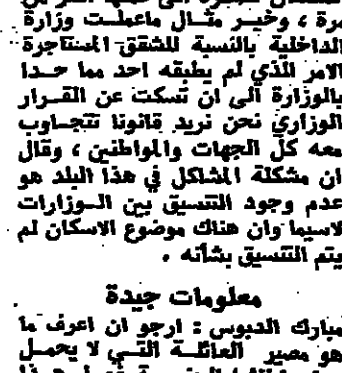 مرة ، وخير مثال ماعملت وزارة
الداخلية بالنسبة للشقق المستاجرة
الامر الذي لم يطبقه احد مما حدا
بالوزارة الى ان تسكت عن القرار
الوزاري نحن نريد قانونا تتجاوب
معه كل الجهات والمواطنين ، وقال
ان مشكلة المشاكل في هذا البلد هو
عدم وجود التنسيق بين الوزارات
لاسيما وان هناك موضوع الاسكان لم
يتم التنسيق بشأنه .
معلومات جيدة
مبارك الدبوس : ارجو ان اعرف ما
هو مصير العائلة التي لا يحمل